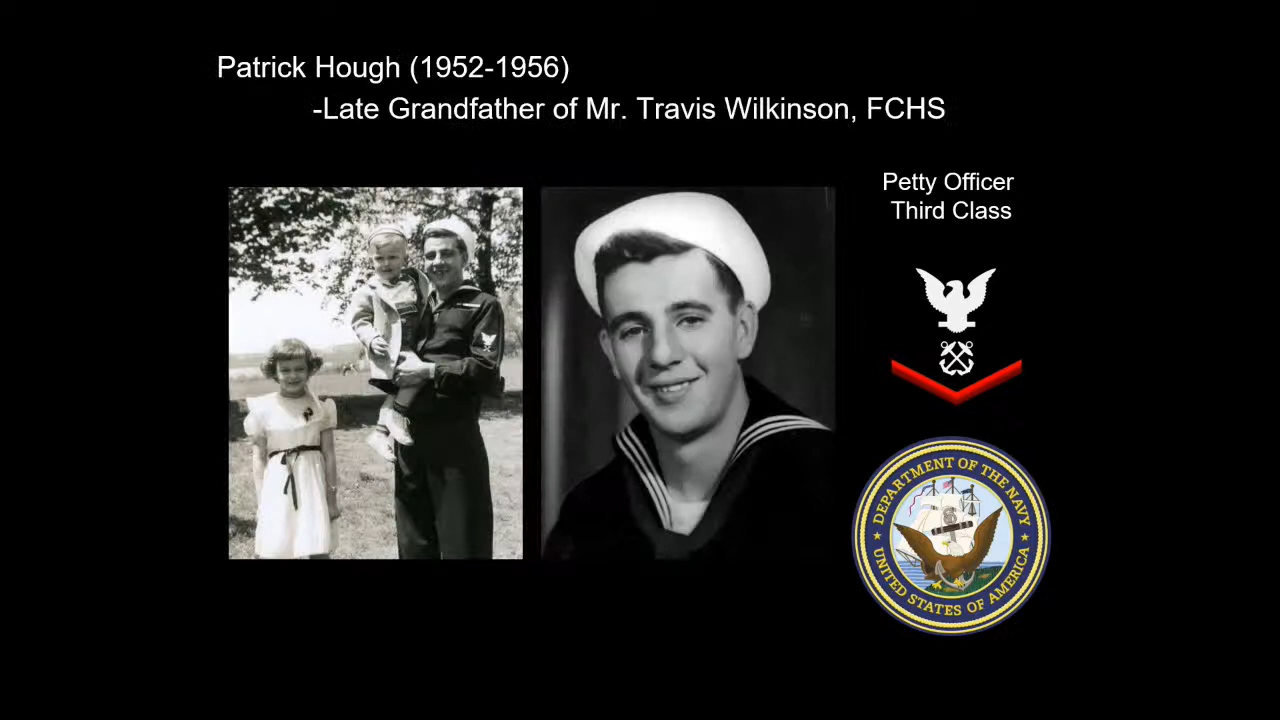 Patrick Hough (1952-1956)
-Late Grandfather of Mr. Travis Wilkinson, FCHS
Petty Officer
Third Class
DEPARTMENT OF THE NAVY
UNITED STATES OF AMERICA